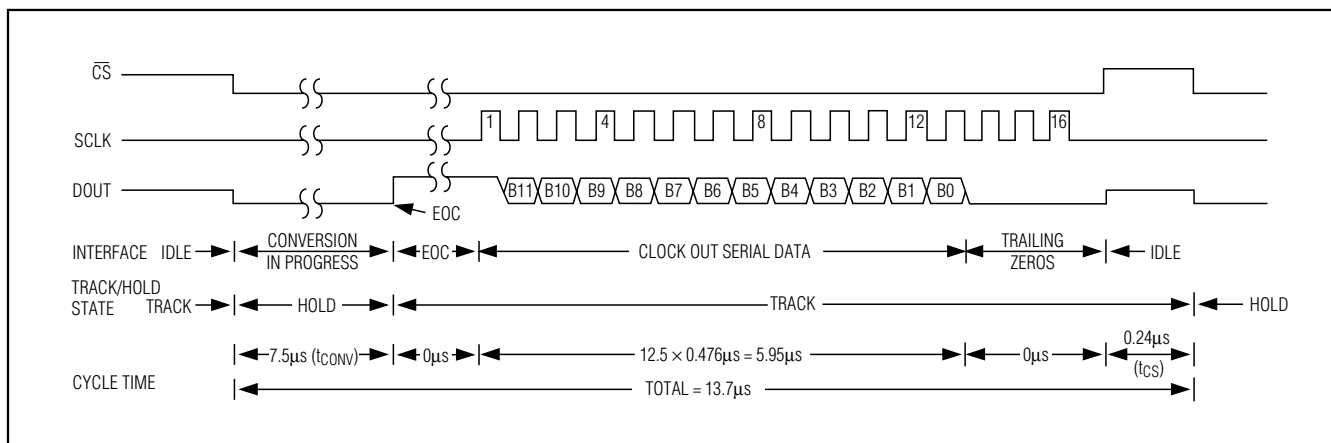 CS
SCLK
1 4 8 12 16
DOUT
B11 B10 B9 B8 B7 B6 B5 B4 B3 B2 B1 B0
EOC
INTERFACE IDLE CONVERSION IN PROGRESS EOC CLOCK OUT SERIAL DATA TRAILING ZEROS IDLE
TRACK/HOLD
STATE TRACK HOLD TRACK HOLD
7.5µs (tCONV) 0µs 12.5 × 0.476µs = 5.95µs 0µs 0.24µs (tCS)
CYCLE TIME
TOTAL = 13.7µs